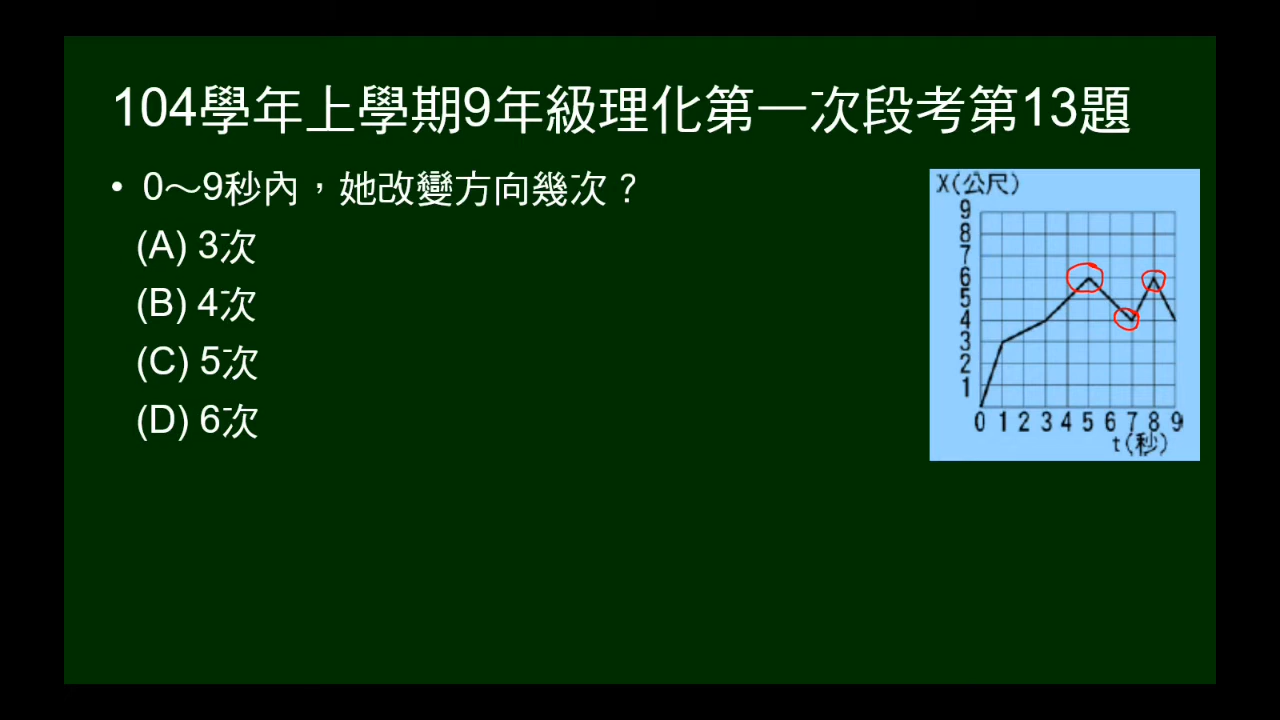 104學年上學期9年級理化第一次段考第13題
• 0～9秒內，她改變方向幾次？
(A) 3次
(B) 4次
(C) 5次
(D) 6次
X(公尺)
9
8
7
6
5
4
3
2
1
0 1 2 3 4 5 6 7 8 9
t(秒)